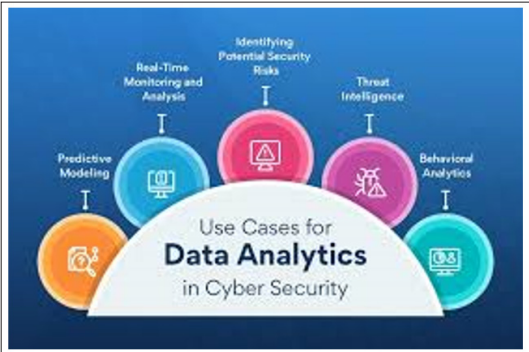 Identifying
Potential Security
Risks
Real-Time
Monitoring and
Analysis
Threat
Intelligence
Predictive
Modeling
Behavioral
Analytics
Use Cases for
Data Analytics
in Cyber Security